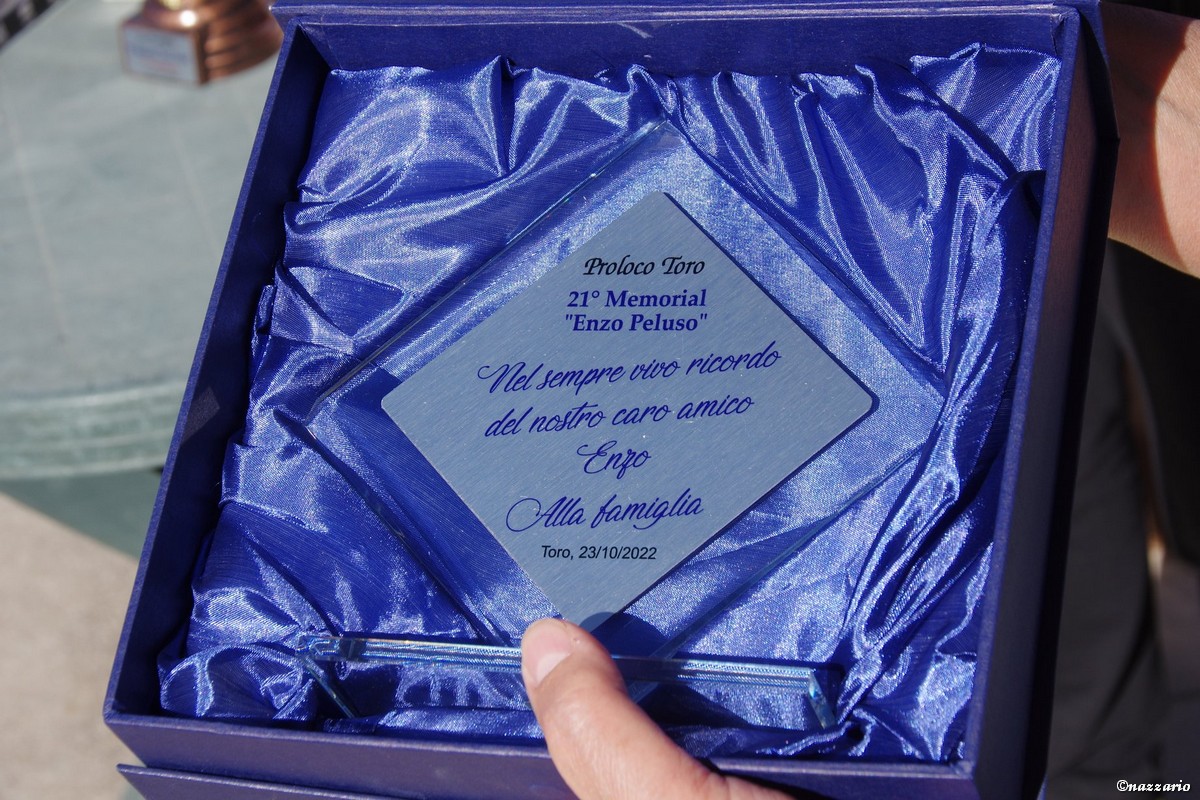 Proloco Toro
21° Memorial
"Enzo Peluso"
Nel sempre vivo ricordo
del nostro caro amico
Enzo
Alla famiglia
Toro, 23/10/2022
©nazzario